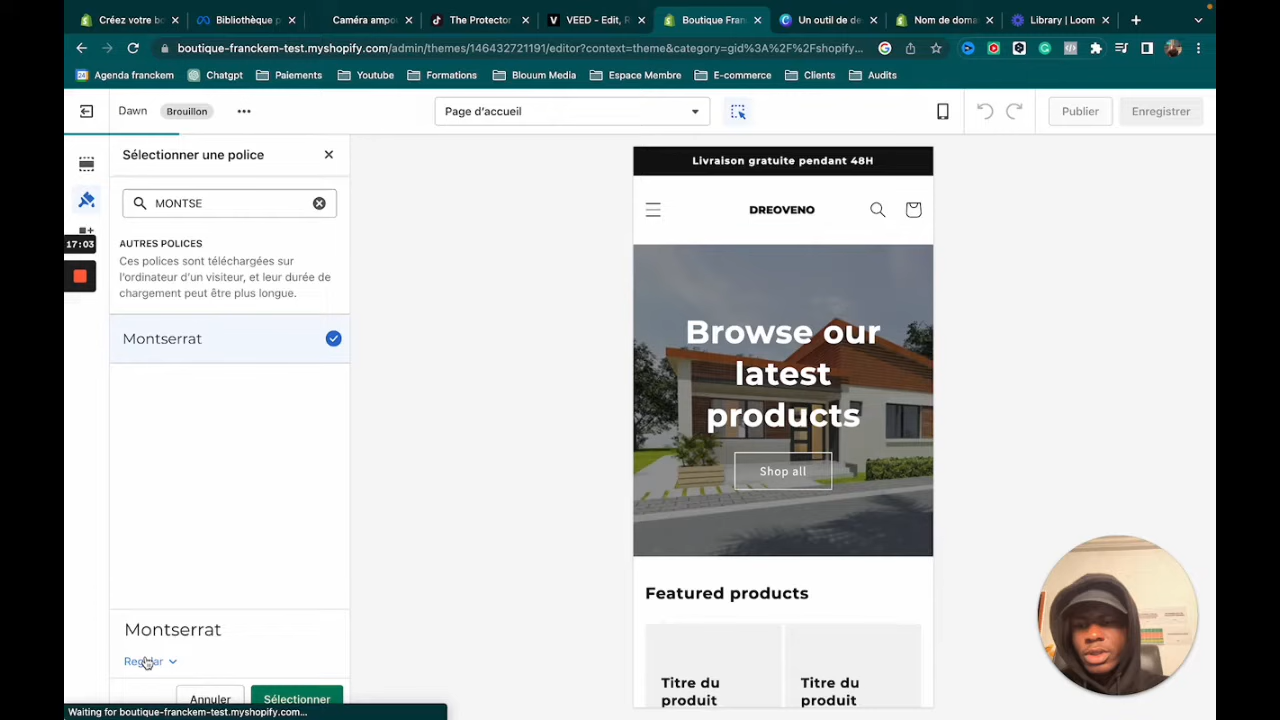 Créez votre bo
Bibliothèque p
Caméra ampou
The Protector
VEED - Edit, R
Boutique Fran
Un outil de de
Nom de doma
Library | Loom
boutique-franckem-test.myshopify.com/admin/themes/146432721191/editor?context=theme&category=gid%3A%2F%2Fshopify...
Agenda franckem
Chatgpt
Paiements
Youtube
Formations
Blouum Media
Espace Membre
E-commerce
Clients
Audits
Dawn
Brouillon
Page d'accueil
Publier
Enregistrer
Sélectionner une police
MONTSE
17:03
AUTRES POLICES
Ces polices sont téléchargées sur
l'ordinateur d'un visiteur, et leur durée de
chargement peut être plus longue.
Montserrat
Montserrat
Regular
Annuler
Sélectionner
Waiting for boutique-franckem-test.myshopify.com...
Livraison gratuite pendant 48H
DREOVENO
Browse our
latest
products
Shop all
Featured products
Titre du
produit
Titre du
produit